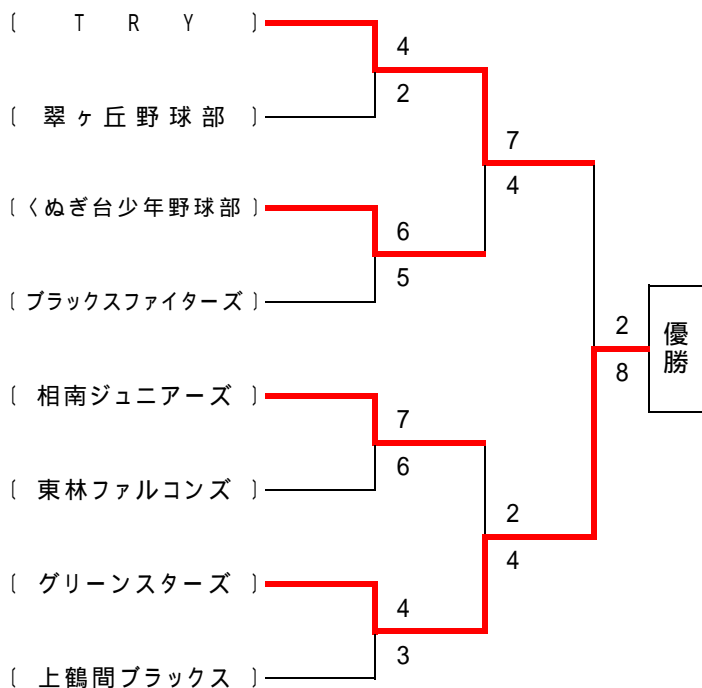 〔 T R Y 〕
4
2
〔 翠ヶ丘野球部 〕
7
4
〔 くぬぎ台少年野球部 〕
6
5
〔 ブラックスファイターズ 〕
2
8
優勝
〔 相南ジュニアーズ 〕
7
6
〔 東林ファルコンズ 〕
2
4
〔 グリーンスターズ 〕
4
3
〔 上鶴間ブラックス 〕